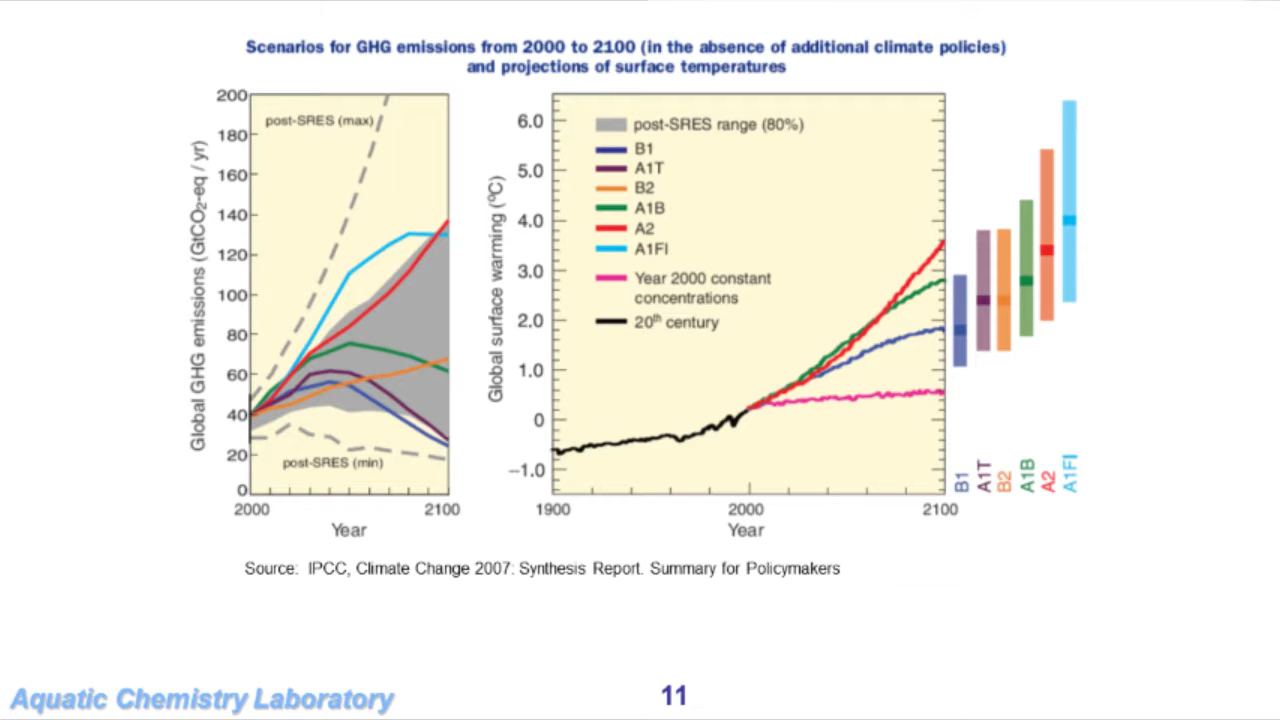 Scenarios for GHG emissions from 2000 to 2100 (in the absence of additional climate policies)
and projections of surface temperatures
Global GHG emissions (GtCO₂-eq / yr)
200
180
160
140
120
100
80
60
40
20
0
post-SRES (max)
post-SRES (min)
2000
2100
Year
Global surface warming (°C)
6.0
5.0
4.0
3.0
2.0
1.0
0
–1.0
post-SRES range (80%)
B1
A1T
B2
A1B
A2
A1FI
Year 2000 constant
concentrations
20th century
1900
2000
2100
Year
B1
A1T
B2
A1B
A2
A1FI
Source: IPCC, Climate Change 2007: Synthesis Report. Summary for Policymakers
Aquatic Chemistry Laboratory
11